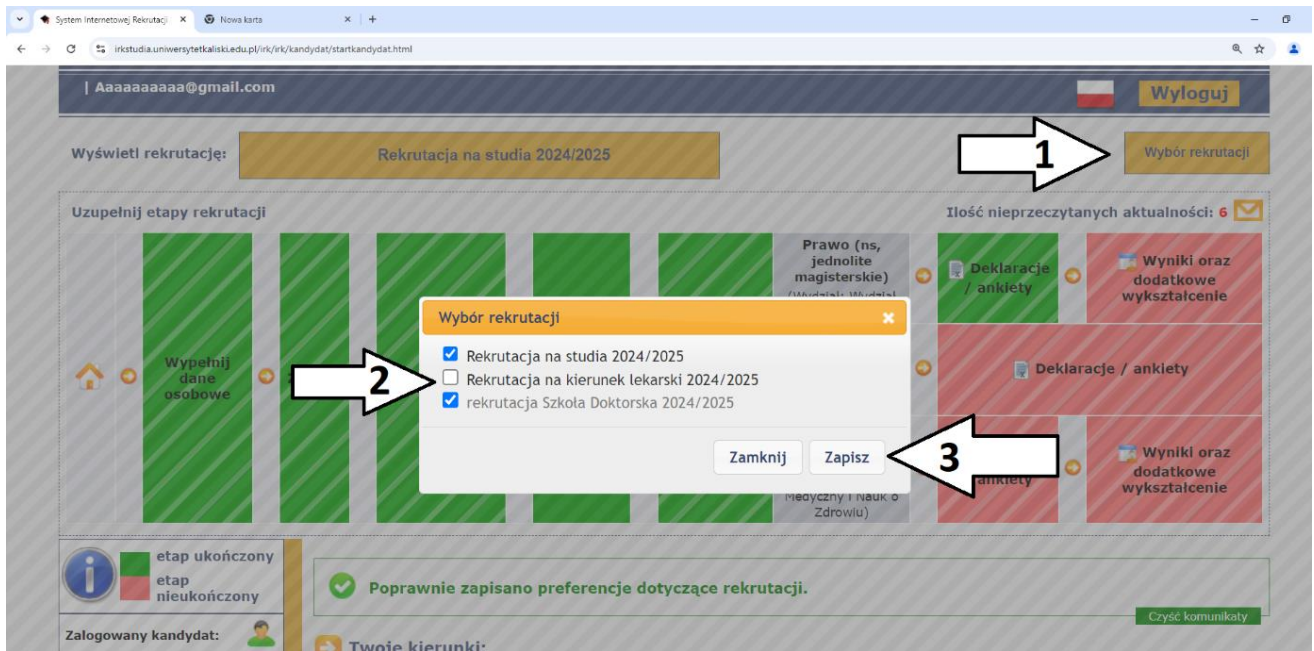 System Internetowej Rekrutacji
Nowa karta
irkstudia.uniwersytetkaliski.edu.pl/irk/irk/kandydat/startkandydat.html
| Aaaaaaaaaa@gmail.com
Wyloguj
Wyświetl rekrutację:
Rekrutacja na studia 2024/2025
1
Wybór rekrutacji
Uzupełnij etapy rekrutacji
Ilość nieprzeczytanych aktualności: 6
Wypełnij
dane
osobowe
Prawo (ns,
jednolite
magisterskie)
Deklaracje
/ ankiety
Wyniki oraz
dodatkowe
wykształcenie
Wybór rekrutacji
Rekrutacja na studia 2024/2025
2
Rekrutacja na kierunek lekarski 2024/2025
rekrutacja Szkoła Doktorska 2024/2025
Zamknij
Zapisz
3
Deklaracje / ankiety
ankiety
Wyniki oraz
dodatkowe
wykształcenie
Medyczny i Nauk o
Zdrowiu)
etap ukończony
etap
nieukończony
Poprawnie zapisano preferencje dotyczące rekrutacji.
Czyść komunikaty
Zalogowany kandydat:
Twoje kierunki: